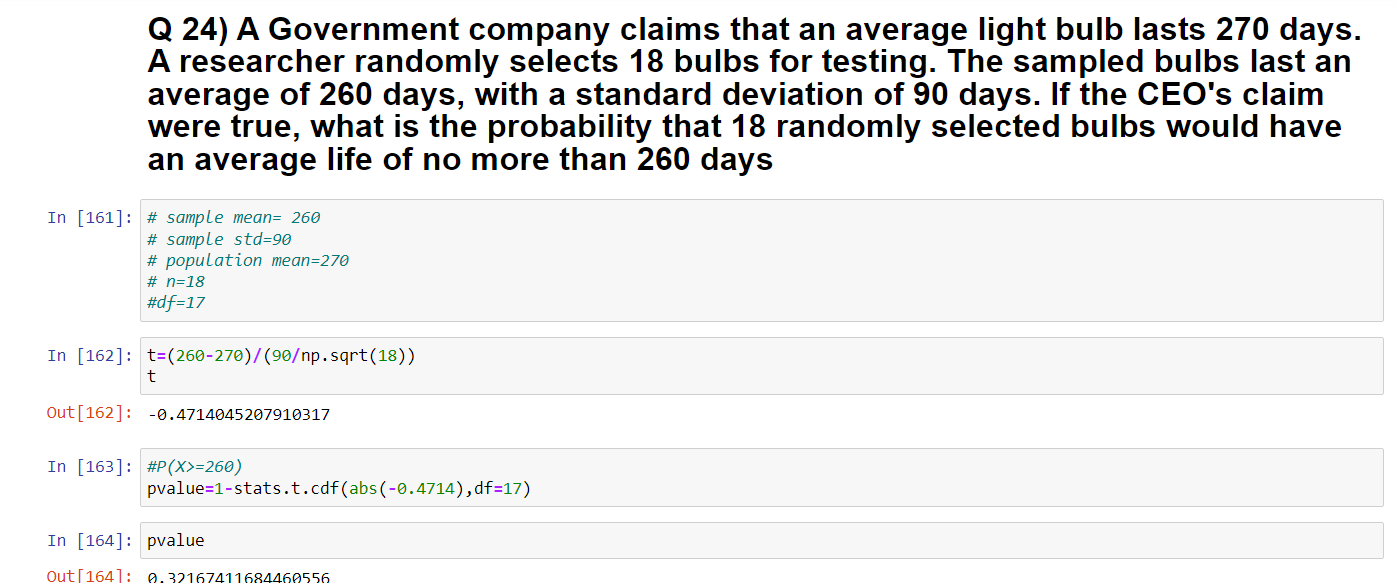 Q 24) A Government company claims that an average light bulb lasts 270 days.
A researcher randomly selects 18 bulbs for testing. The sampled bulbs last an
average of 260 days, with a standard deviation of 90 days. If the CEO's claim
were true, what is the probability that 18 randomly selected bulbs would have
an average life of no more than 260 days
In [161]: # sample mean= 260
# sample std=90
# population mean=270
# n=18
#df=17
In [162]: t=(260-270)/(90/np.sqrt(18))
t
Out[162]: -0.4714045207910317
In [163]: #P(X>=260)
pvalue=1-stats.t.cdf(abs(-0.4714),df=17)
In [164]: pvalue
Out[164]: 0.32167411684460556